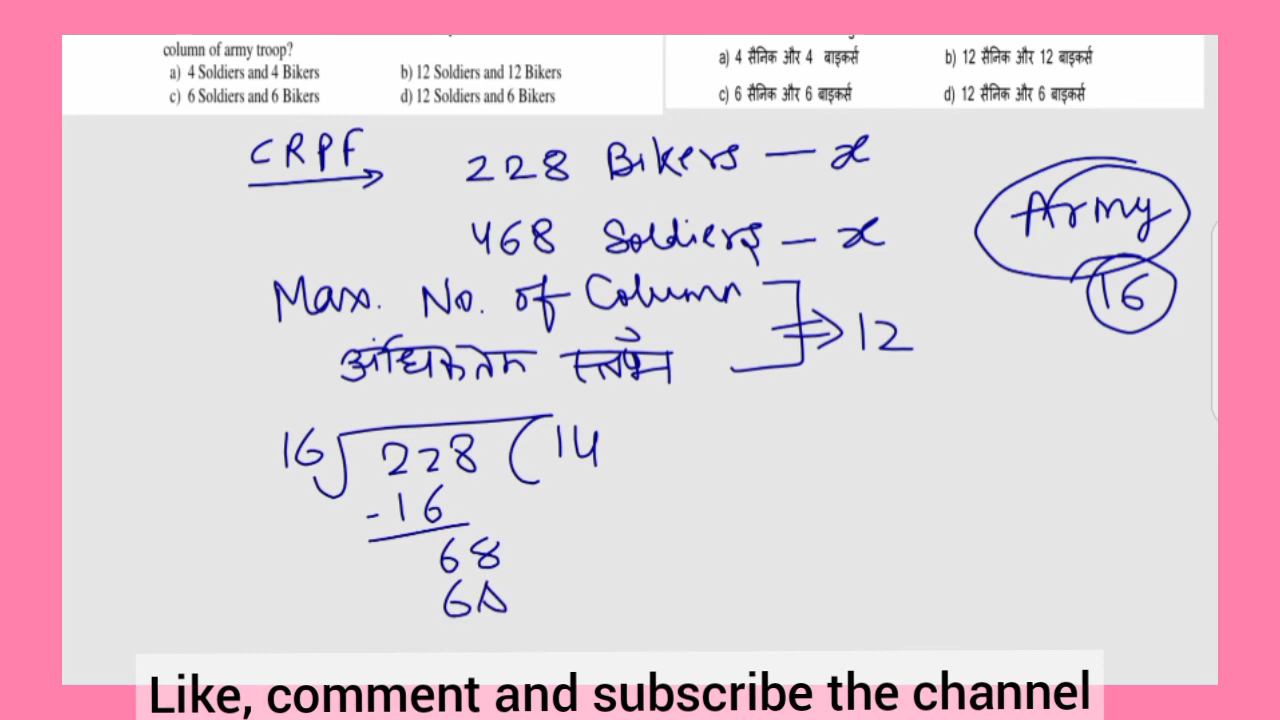 column of army troop?
a) 4 Soldiers and 4 Bikers b) 12 Soldiers and 12 Bikers
c) 6 Soldiers and 6 Bikers d) 12 Soldiers and 6 Bikers
a) 4 सैनिक और 4 बाइकर्स b) 12 सैनिक और 12 बाइकर्स
c) 6 सैनिक और 6 बाइकर्स d) 12 सैनिक और 6 बाइकर्स
CRPF 228 Bikers - x
468 Soldiers - x
Army
16
Max. No. of Column
⇒ 12
16 228 14
-16
68
Like, comment and subscribe the channel